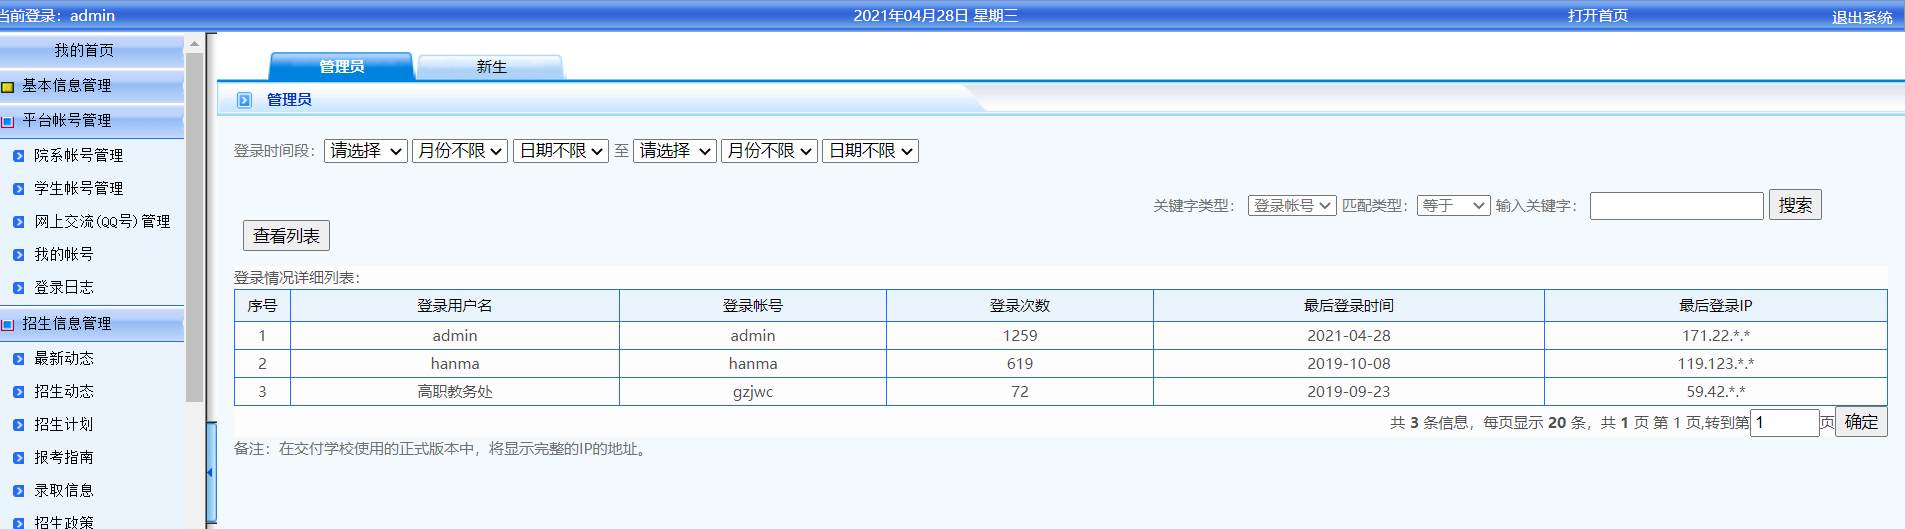 当前登录：admin 2021年04月28日 星期三 打开首页 退出系统
我的首页
基本信息管理
平台帐号管理
院系帐号管理
学生帐号管理
网上交流(QQ号)管理
我的帐号
登录日志
招生信息管理
最新动态
招生动态
招生计划
报考指南
录取信息
招生政策
管理员 新生
管理员
登录时间段： 请选择 月份不限 日期不限 至 请选择 月份不限 日期不限
关键字类型： 登录帐号 匹配类型： 等于 输入关键字： 搜索
查看列表
登录情况详细列表：
序号 登录用户名 登录帐号 登录次数 最后登录时间 最后登录IP
1 admin admin 1259 2021-04-28 171.22.*.*
2 hanma hanma 619 2019-10-08 119.123.*.*
3 高职教务处 gzjwc 72 2019-09-23 59.42.*.*
共 3 条信息，每页显示 20 条，共 1 页 第 1 页,转到第 1 页 确定
备注：在交付学校使用的正式版本中，将显示完整的IP的地址。